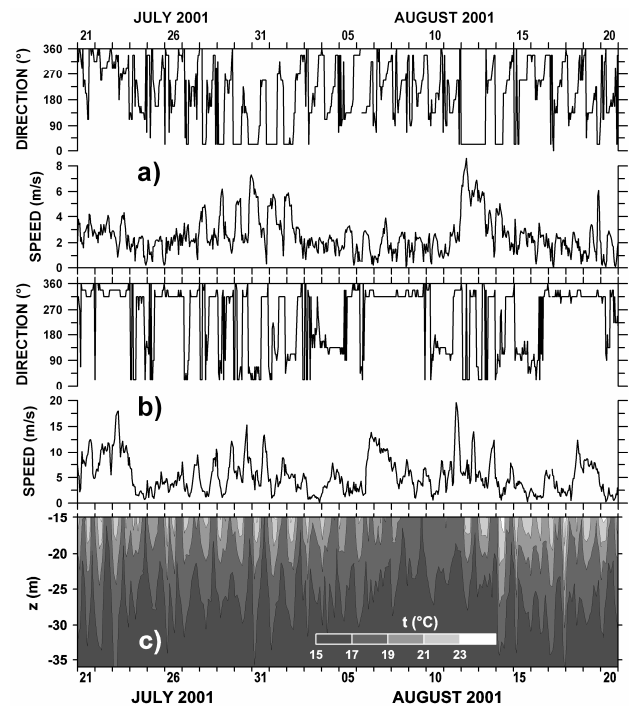 JULY 2001 AUGUST 2001
21 26 31 05 10 15 20
DIRECTION (°)
360
270
180
90
0
a)
SPEED (m/s)
8
6
4
2
0
DIRECTION (°)
360
270
180
90
0
b)
SPEED (m/s)
20
15
10
5
0
z (m)
-15
-20
-25
-30
-35
c)
t (°C)
15 17 19 21 23
21 26 31 05 10 15 20
JULY 2001 AUGUST 2001